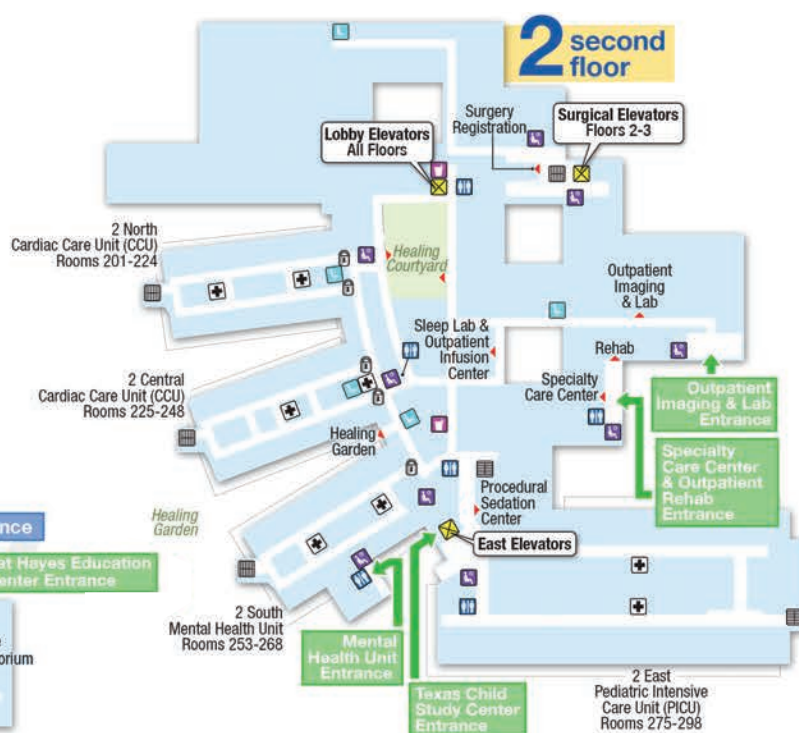 2 second
floor
Surgery
Registration
Surgical Elevators
Floors 2-3
Lobby Elevators
All Floors
2 North
Cardiac Care Unit (CCU)
Rooms 201-224
Healing
Courtyard
Outpatient
Imaging
& Lab
Sleep Lab &
Outpatient
Infusion
Center
Rehab
2 Central
Cardiac Care Unit (CCU)
Rooms 225-248
Specialty
Care Center
Outpatient
Imaging & Lab
Entrance
Healing
Garden
Specialty
Care Center
& Outpatient
Rehab
Entrance
Procedural
Sedation
Center
Healing
Garden
East Elevators
at Hayes Education
enter Entrance
2 South
Mental Health Unit
Rooms 253-268
Mental
Health Unit
Entrance
Texas Child
Study Center
Entrance
2 East
Pediatric Intensive
Care Unit (PICU)
Rooms 275-298